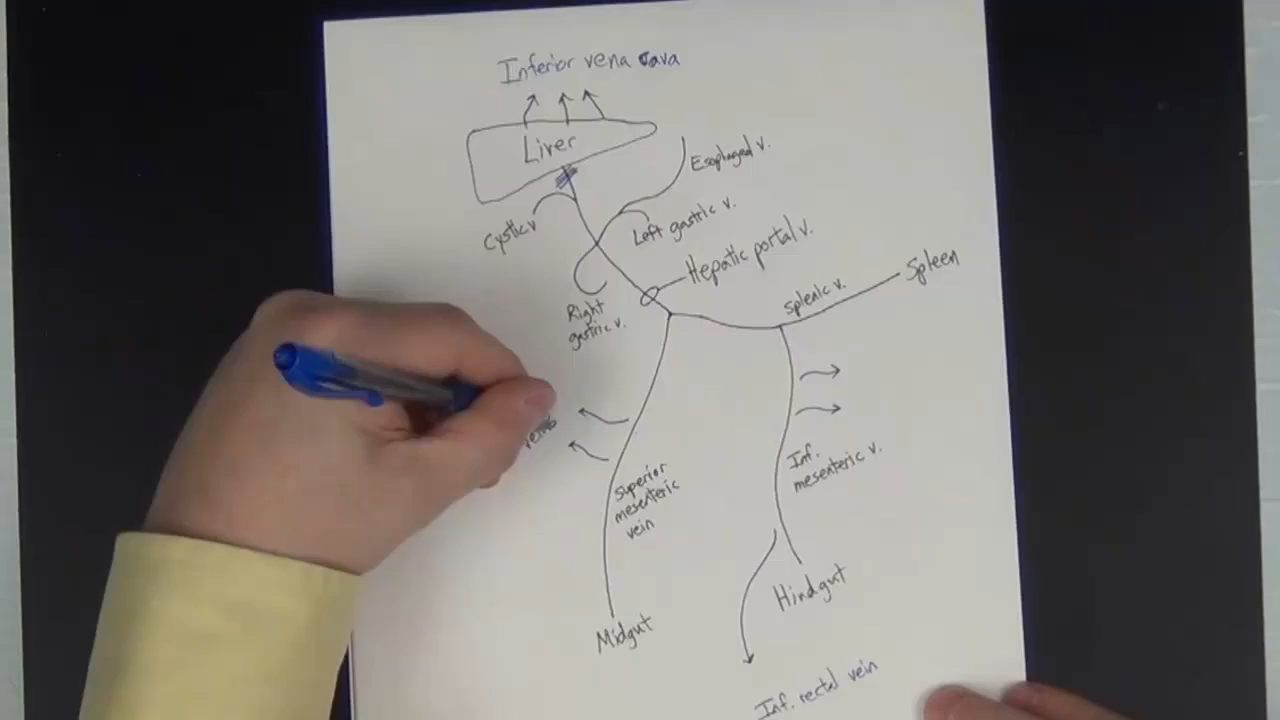 Inferior vena Cava
Liver
Esophageal v.
Cystic v
Left gastric v.
Hepatic portal v.
Spleen
Right
gastric v.
Splenic v.
veins
Superior
mesenteric
vein
Inf.
mesenteric v.
Midgut
Hindgut
Inf. rectal vein